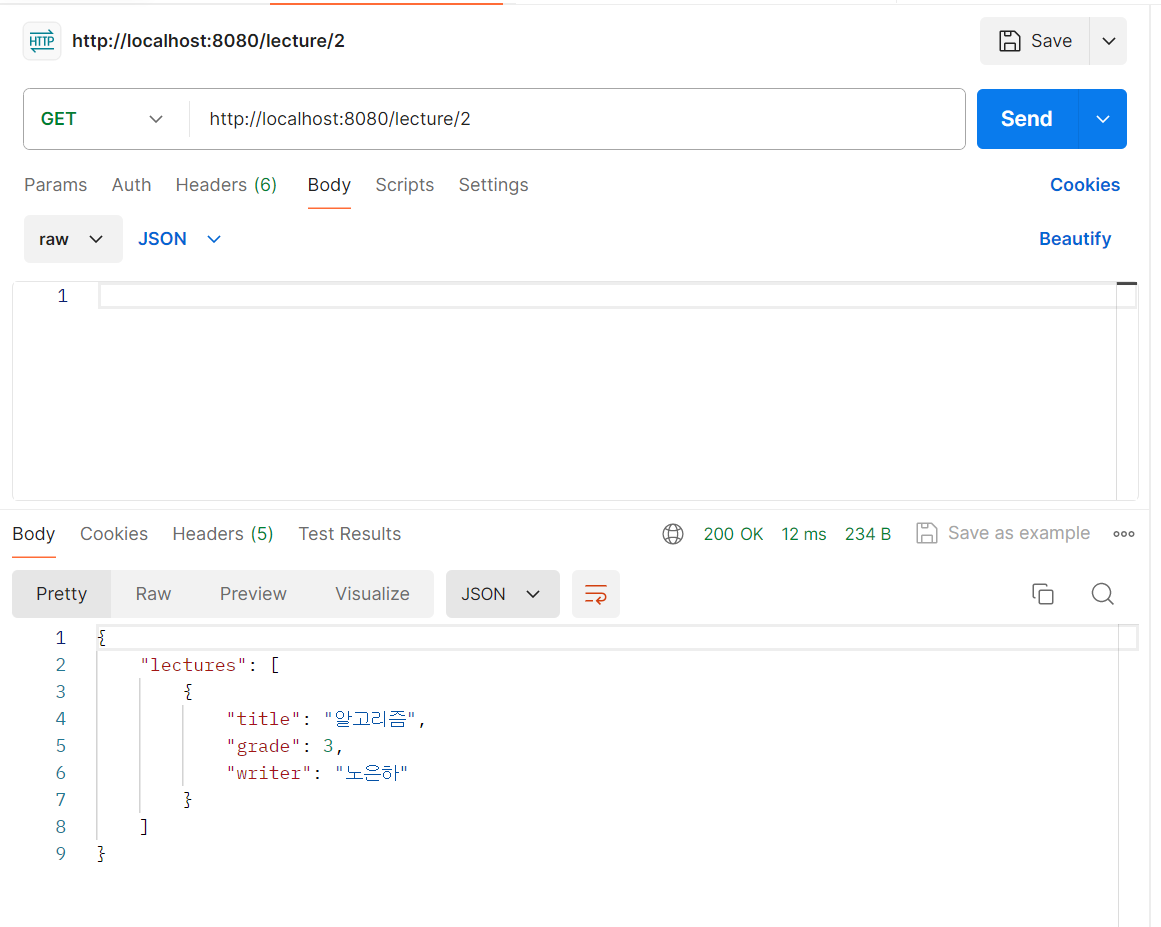 HTTP http://localhost:8080/lecture/2 Save
GET http://localhost:8080/lecture/2 Send
Params Auth Headers (6) Body Scripts Settings Cookies
raw JSON Beautify
1
Body Cookies Headers (5) Test Results 200 OK 12 ms 234 B Save as example
Pretty Raw Preview Visualize JSON
1 {
2 "lectures": [
3 {
4 "title": "알고리즘",
5 "grade": 3,
6 "writer": "노은하"
7 }
8 ]
9 }